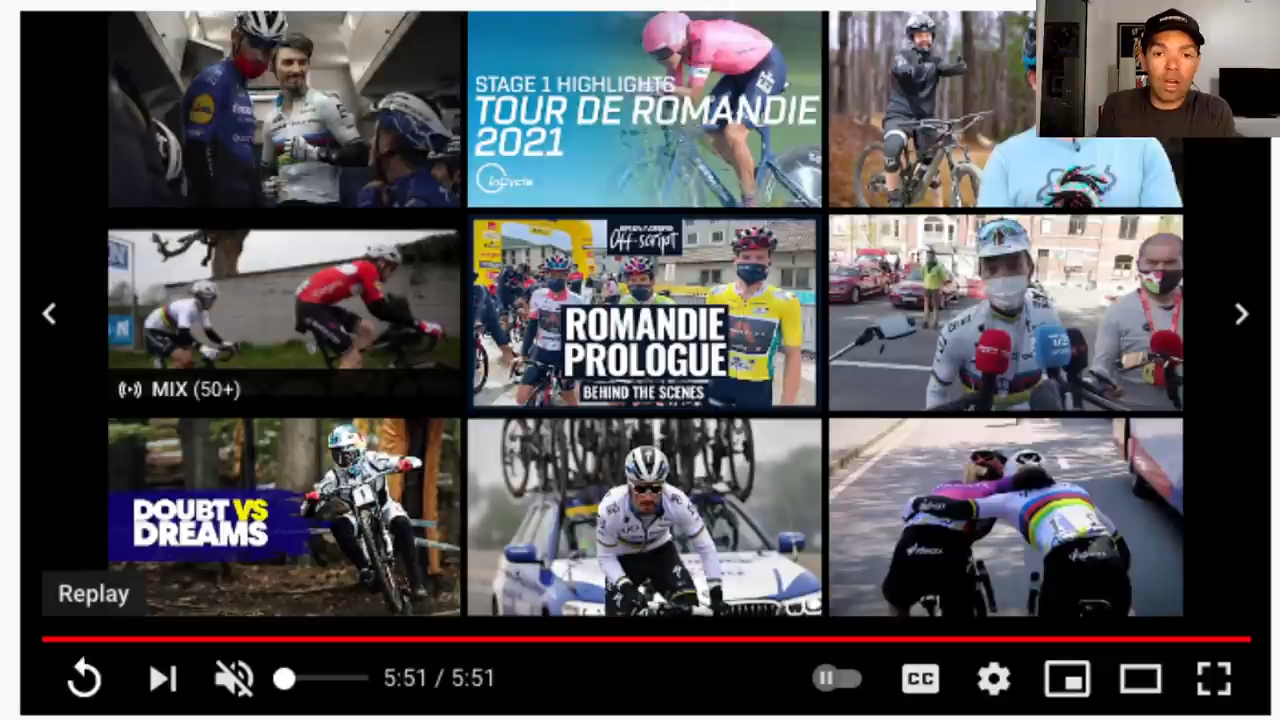 STAGE 1 HIGHLIGHTS
TOUR DE ROMANDIE
2021
inCycle
Off-script
ROMANDIE
PROLOGUE
BEHIND THE SCENES
MIX (50+)
DOUBT VS
DREAMS
Replay
5:51 / 5:51
CC